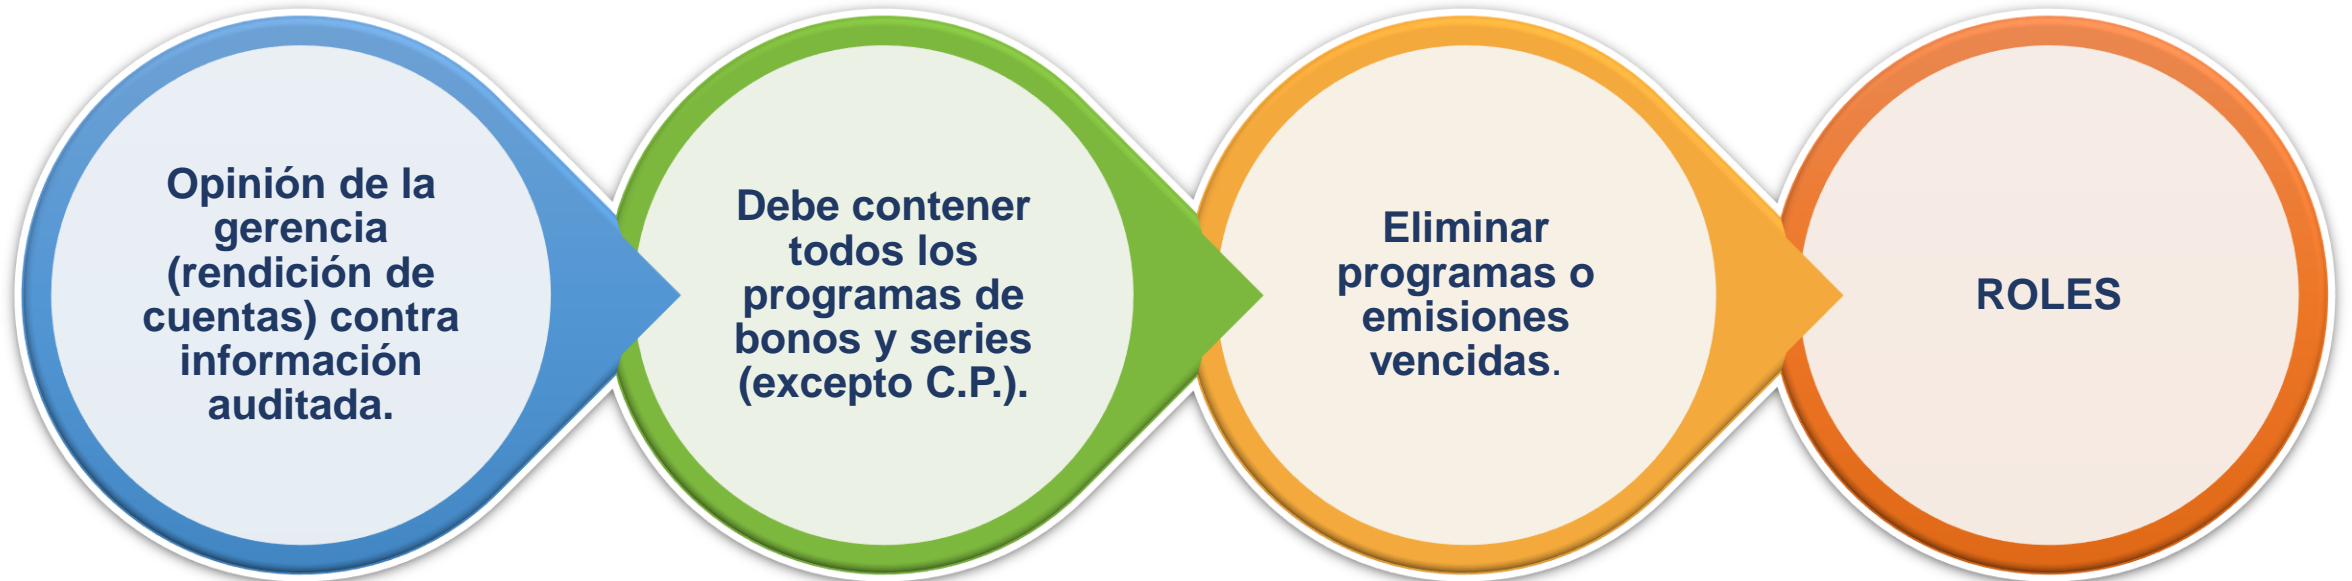 Opinión de la
gerencia
(rendición de
cuentas) contra
información
auditada.
Debe contener
todos los
programas de
bonos y series
(excepto C.P.).
Eliminar
programas o
emisiones
vencidas.
ROLES